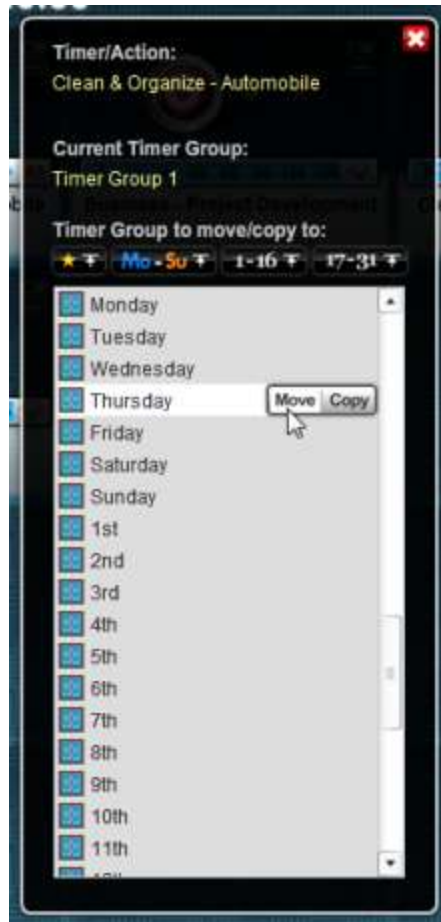 Timer/Action:
Clean & Organize - Automobile
Current Timer Group:
Timer Group 1
Timer Group to move/copy to:
Mo - Su 1-16 17-31
Monday
Tuesday
Wednesday
Thursday Move Copy
Friday
Saturday
Sunday
1st
2nd
3rd
4th
5th
6th
7th
8th
9th
10th
11th